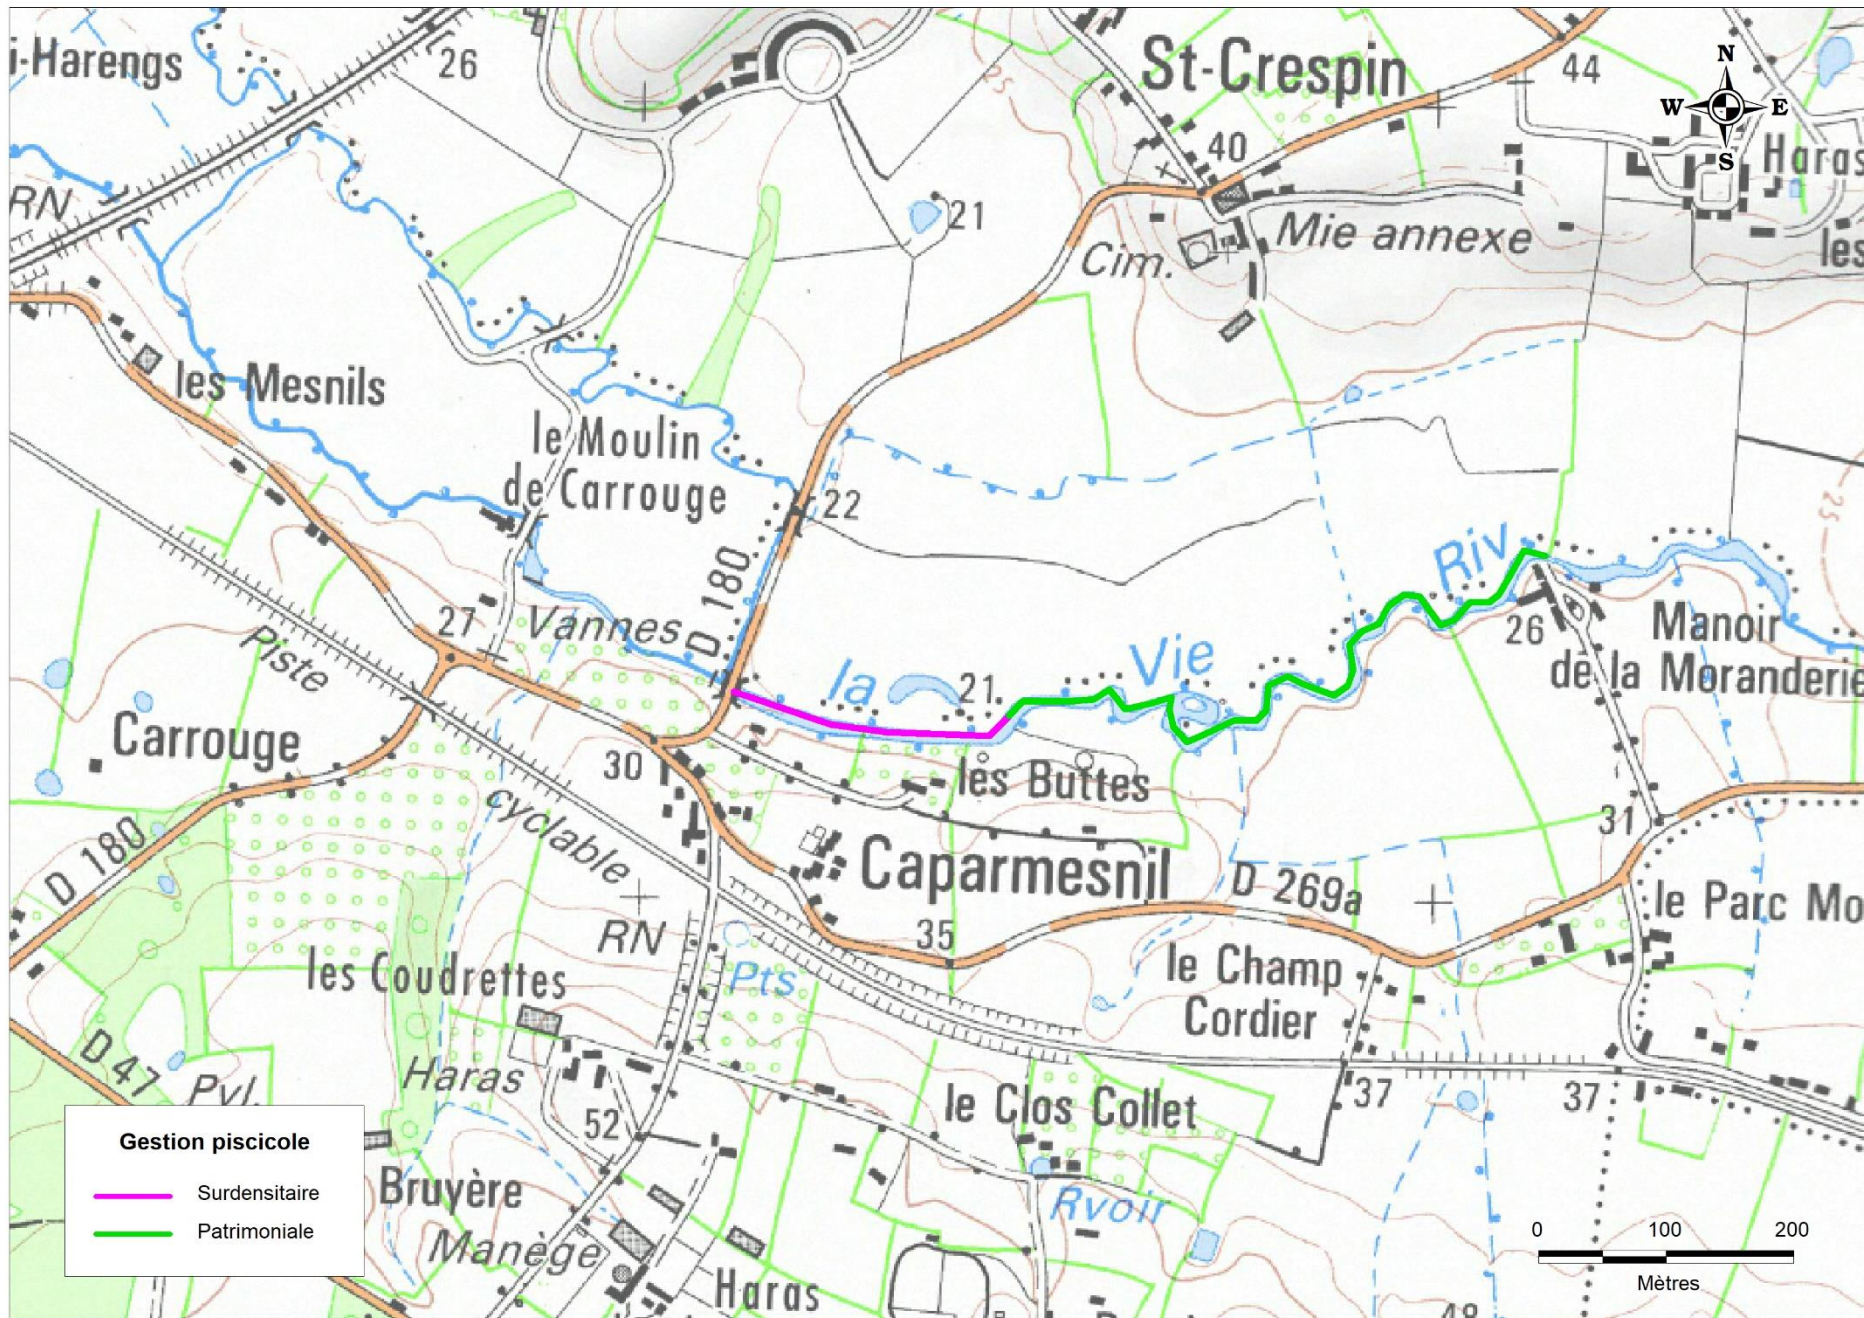 i-Harengs
26
St-Crespin
44
N
W
E
S
40
Haras
RN
21
Mie annexe
Cim.
les
les Mesnils
le Moulin
de Carrouge
22
25
25
D 180
Riv
27
Vannes
26
Manoir
de la Moranderie
Piste
la
21
Vie
Carrouge
30
les Buttes
cyclable
31
D 180
Caparmesnil
D 269a
le Parc Mo
RN
35
les Coudrettes
Pts
le Champ
Cordier
D 47
Pvl.
Haras
52
le Clos Collet
37
37
Gestion piscicole
Surdensitaire
Patrimoniale
Bruyère
Manège
Rvoir
Haras
0 100 200
Mètres